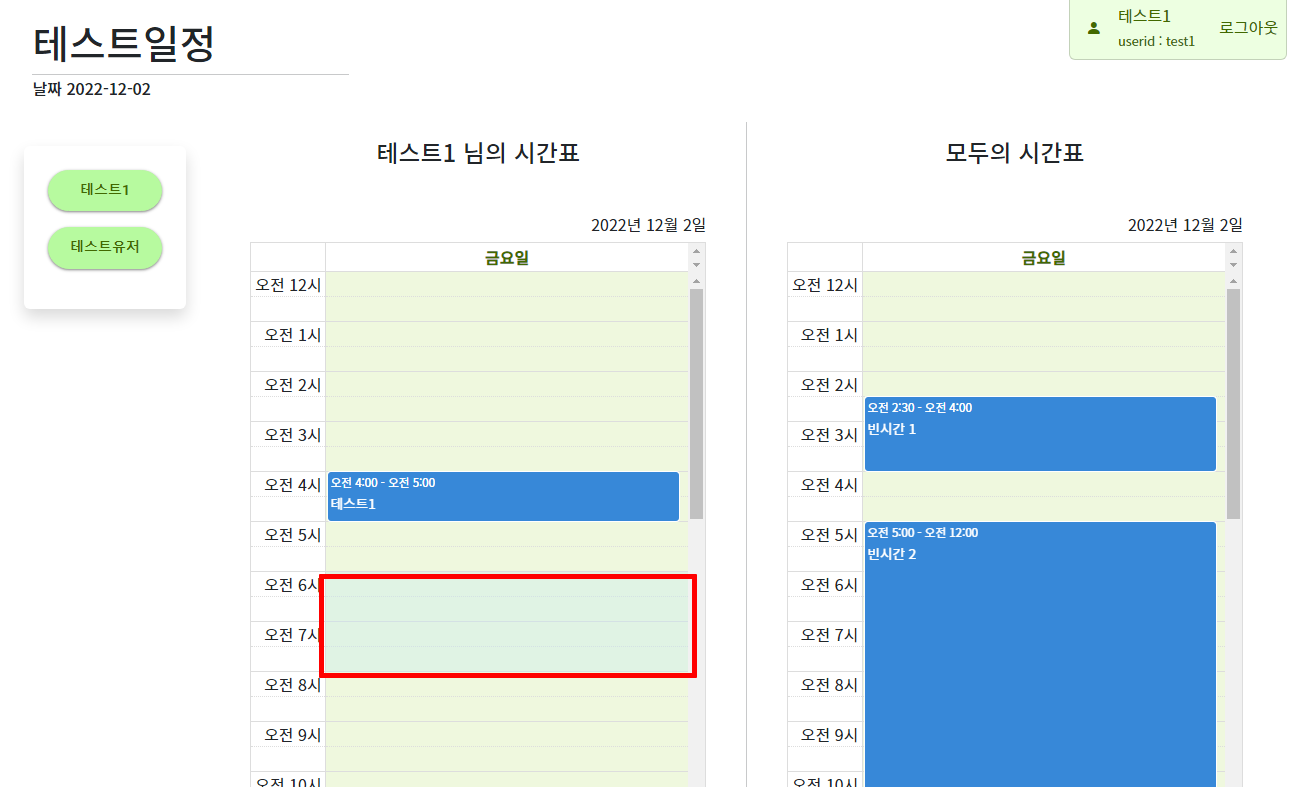 테스트일정
날짜 2022-12-02
테스트1
userid : test1
로그아웃
테스트1
테스트유저
테스트1 님의 시간표
2022년 12월 2일
금요일
오전 12시
오전 1시
오전 2시
오전 3시
오전 4시
오전 4:00 - 오전 5:00
테스트1
오전 5시
오전 6시
오전 7시
오전 8시
오전 9시
오전 10시
모두의 시간표
2022년 12월 2일
금요일
오전 12시
오전 1시
오전 2시
오전 2:30 - 오전 4:00
빈시간 1
오전 3시
오전 4시
오전 5시
오전 5:00 - 오전 12:00
빈시간 2
오전 6시
오전 7시
오전 8시
오전 9시
오전 10시